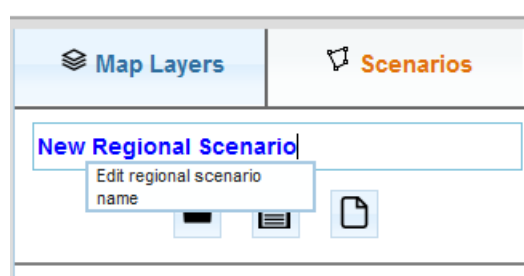 Map Layers
Scenarios
New Regional Scenario
Edit regional scenario
name